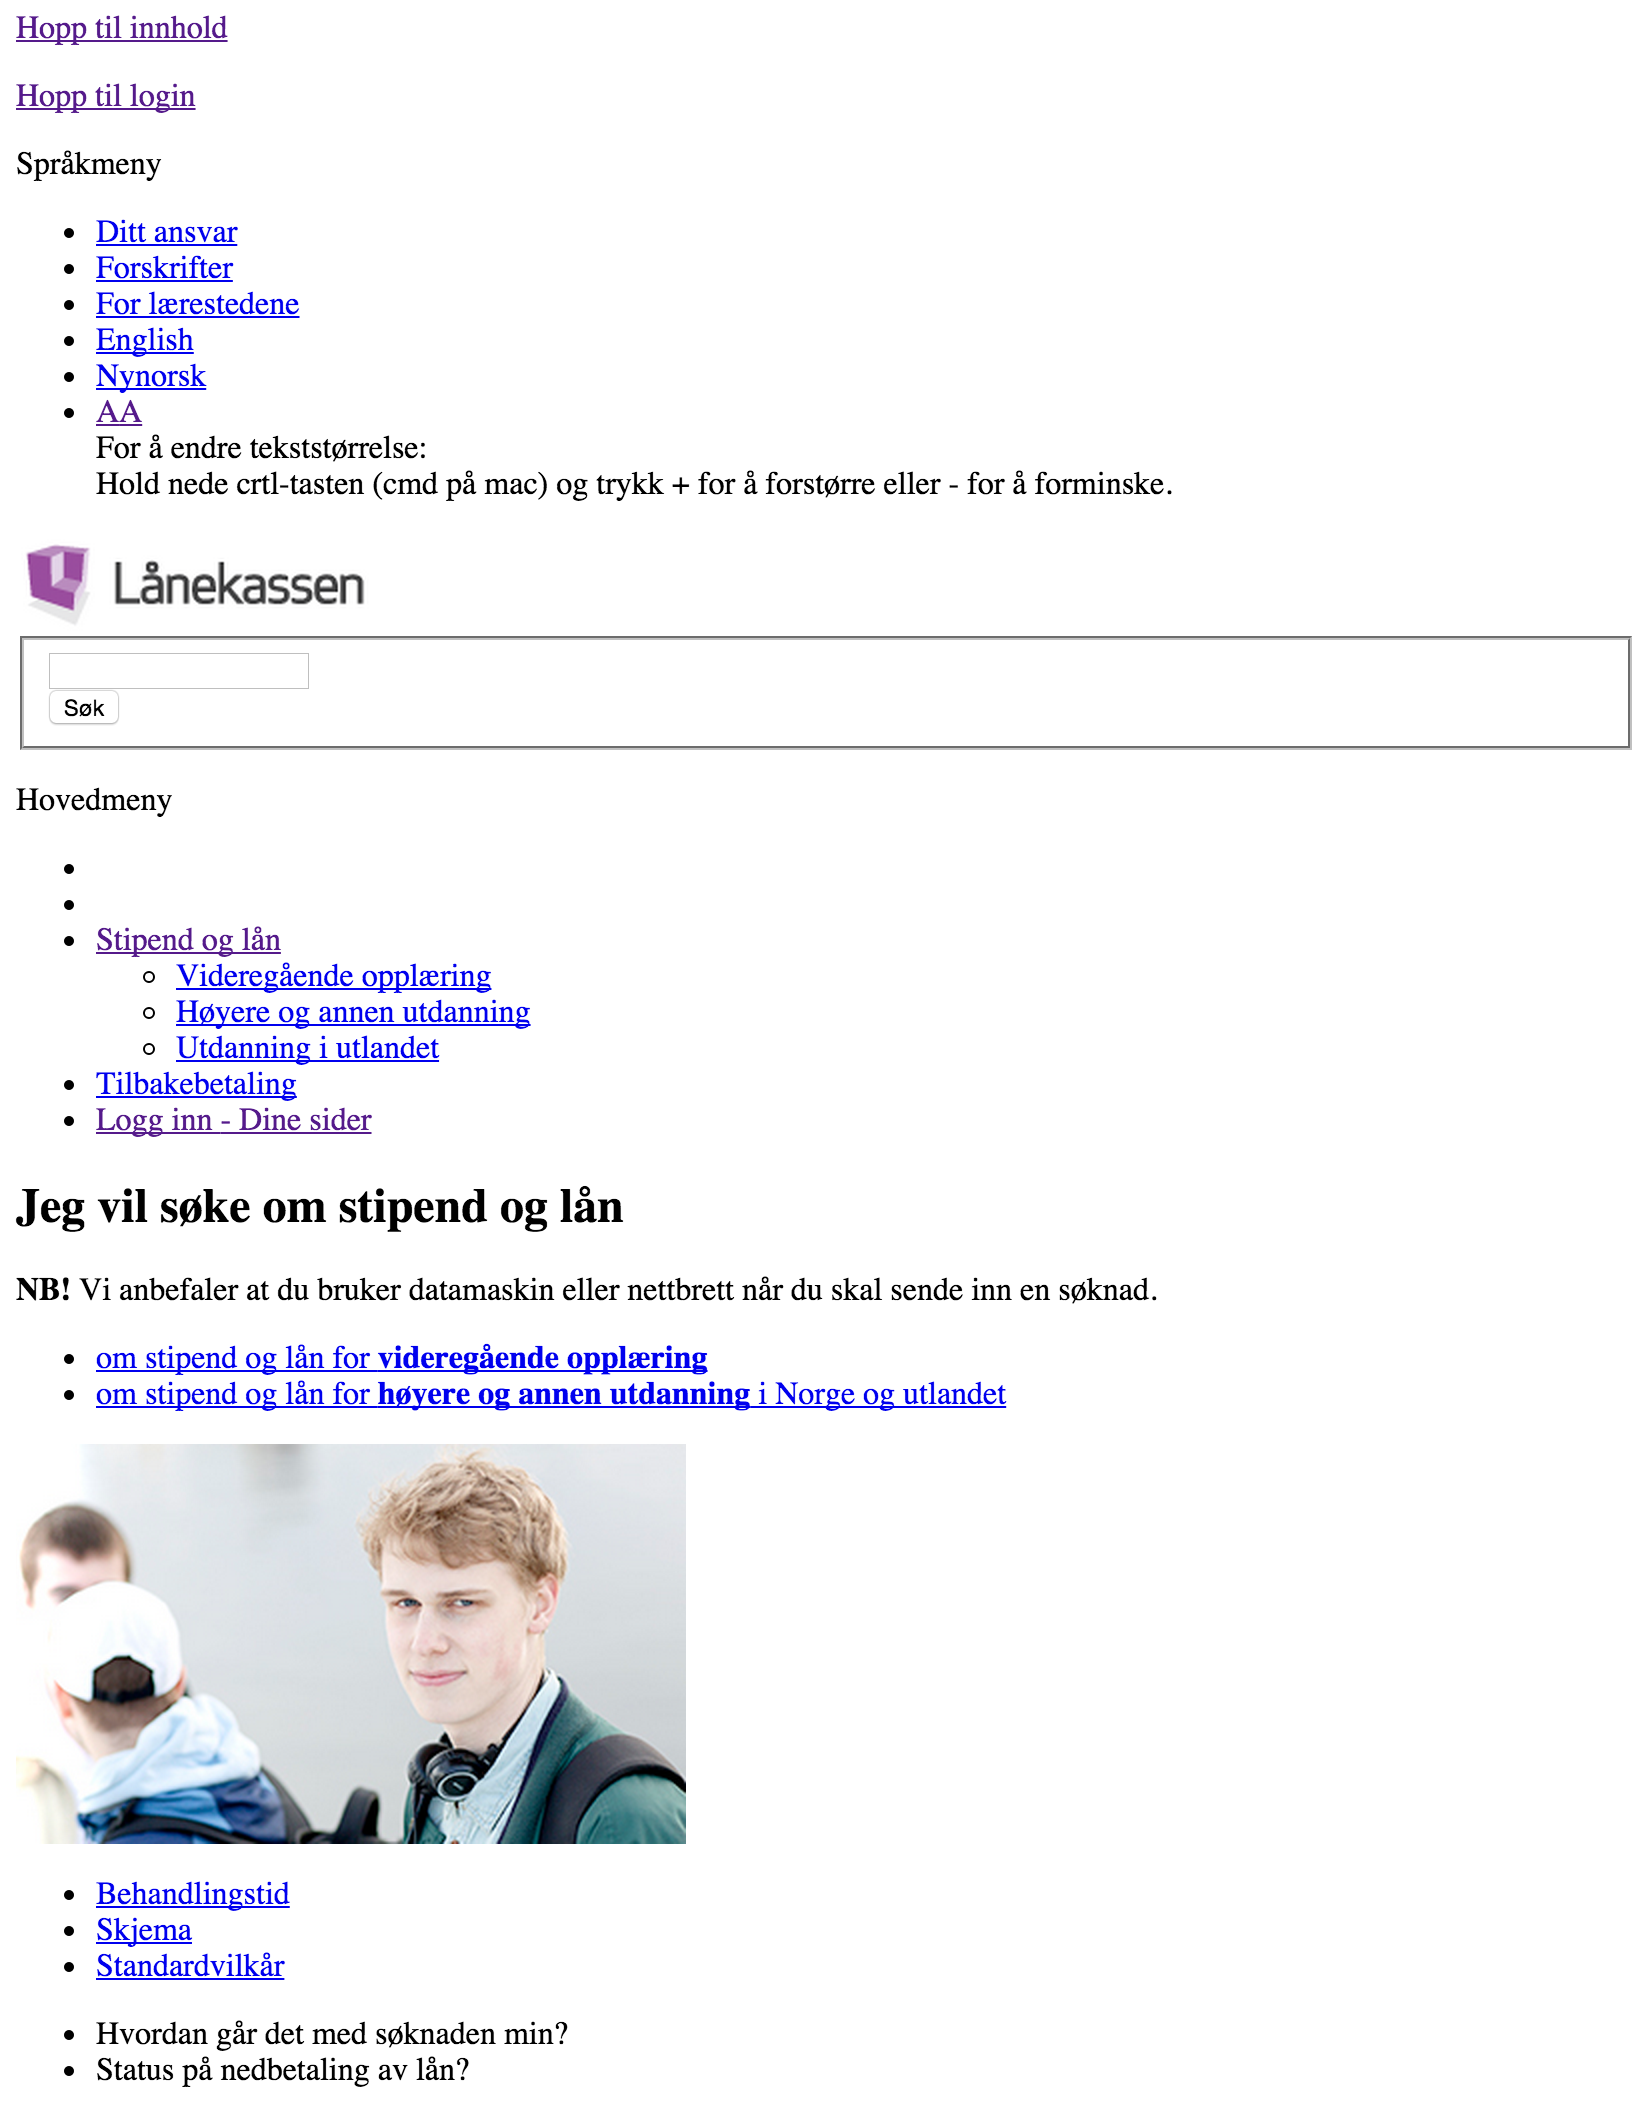 Hopp til innhold
Hopp til login
Språkmeny
Ditt ansvar
Forskrifter
For lærestedene
English
Nynorsk
AA
For å endre tekststørrelse:
Hold nede crtl-tasten (cmd på mac) og trykk + for å forstørre eller - for å forminske.
Lånekassen
Søk
Hovedmeny
Stipend og lån
Videregående opplæring
Høyere og annen utdanning
Utdanning i utlandet
Tilbakebetaling
Logg inn - Dine sider
Jeg vil søke om stipend og lån
NB! Vi anbefaler at du bruker datamaskin eller nettbrett når du skal sende inn en søknad.
om stipend og lån for videregående opplæring
om stipend og lån for høyere og annen utdanning i Norge og utlandet
Behandlingstid
Skjema
Standardvilkår
Hvordan går det med søknaden min?
Status på nedbetaling av lån?